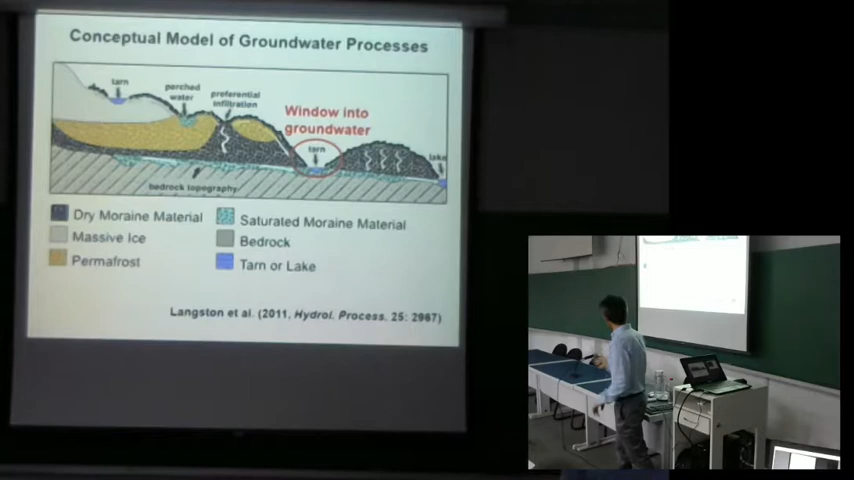 Conceptual Model of Groundwater Processes
tarn
perched
water
preferential
infiltration
Window into
groundwater
tarn
lake
bedrock topography
Dry Moraine Material
Saturated Moraine Material
Massive Ice
Bedrock
Permafrost
Tarn or Lake
Langston et al. (2011, Hydrol. Process. 25: 2967)